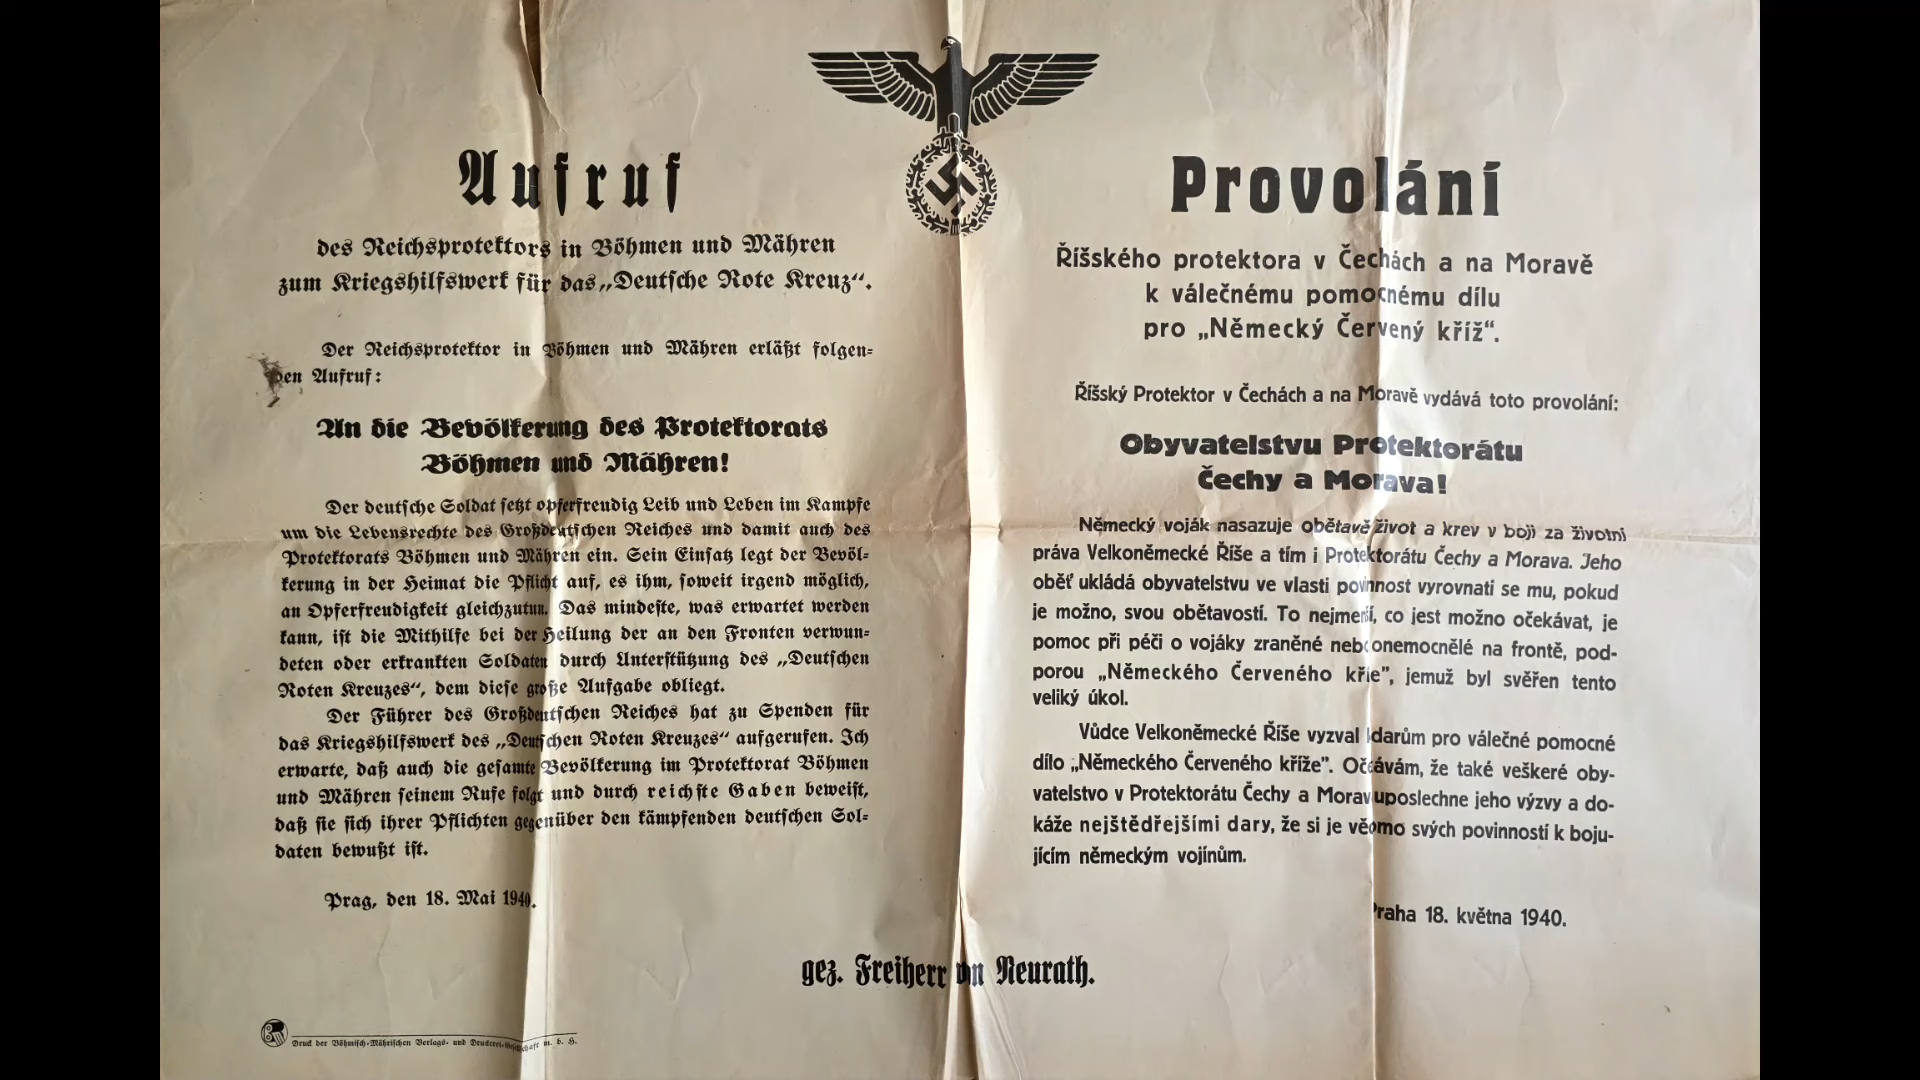 Aufruf
des Reichsprotektors in Böhmen und Mähren
zum Kriegshilfswerk für das „Deutsche Rote Kreuz“.
Der Reichsprotektor in Böhmen und Mähren erläßt folgen=
den Aufruf:
An die Bevölkerung des Protektorats
Böhmen und Mähren!
Der deutsche Soldat setzt opferfreudig Leib und Leben im Kampfe
um die Lebensrechte des Großdeutschen Reiches und damit auch des
Protektorats Böhmen und Mähren ein. Sein Einsatz legt der Bevöl=
kerung in der Heimat die Pflicht auf, es ihm, soweit irgend möglich,
an Opferfreudigkeit gleichzutun. Das mindeste, was erwartet werden
kann, ist die Mithilfe bei der Heilung der an den Fronten verwun=
deten oder erkrankten Soldaten durch Unterstützung des „Deutschen
Roten Kreuzes“, dem diese große Aufgabe obliegt.
Der Führer des Großdeutschen Reiches hat zu Spenden für
das Kriegshilfswerk des „Deutschen Roten Kreuzes“ aufgerufen. Ich
erwarte, daß auch die gesamte Bevölkerung im Protektorat Böhmen
und Mähren seinem Rufe folgt und durch reichste Gaben beweist,
daß sie sich ihrer Pflichten gegenüber den kämpfenden deutschen Sol=
daten bewußt ist.
Prag, den 18. Mai 1940.
Provolání
Říšského protektora v Čechách a na Moravě
k válečnému pomocnému dílu
pro „Německý Červený kříž“.
Říšský Protektor v Čechách a na Moravě vydává toto provolání:
Obyvatelstvu Protektorátu
Čechy a Morava!
Německý voják nasazuje obětavě život a krev v boji za životní
práva Velkoněmecké Říše a tím i Protektorátu Čechy a Morava. Jeho
oběť ukládá obyvatelstvu ve vlasti povinnost vyrovnati se mu, pokud
je možno, svou obětavostí. To nejmenší, co jest možno očekávat, je
pomoc při péči o vojáky zraněné nebo onemocnělé na frontě, pod-
porou „Německého Červeného kříže”, jemuž byl svěřen tento
veliký úkol.
Vůdce Velkoněmecké Říše vyzval k darům pro válečné pomocné
dílo „Německého Červeného kříže”. Očekávám, že také veškeré oby-
vatelstvo v Protektorátu Čechy a Morava uposlechne jeho výzvy a do-
káže nejštědřejšími dary, že si je vědomo svých povinností k boju-
jícím německým vojínům.
Praha 18. května 1940.
gez. Freiherr von Neurath.
Druck der Böhmisch-Mährischen Verlags- und Druckerei-Gesellschaft m. b. H.